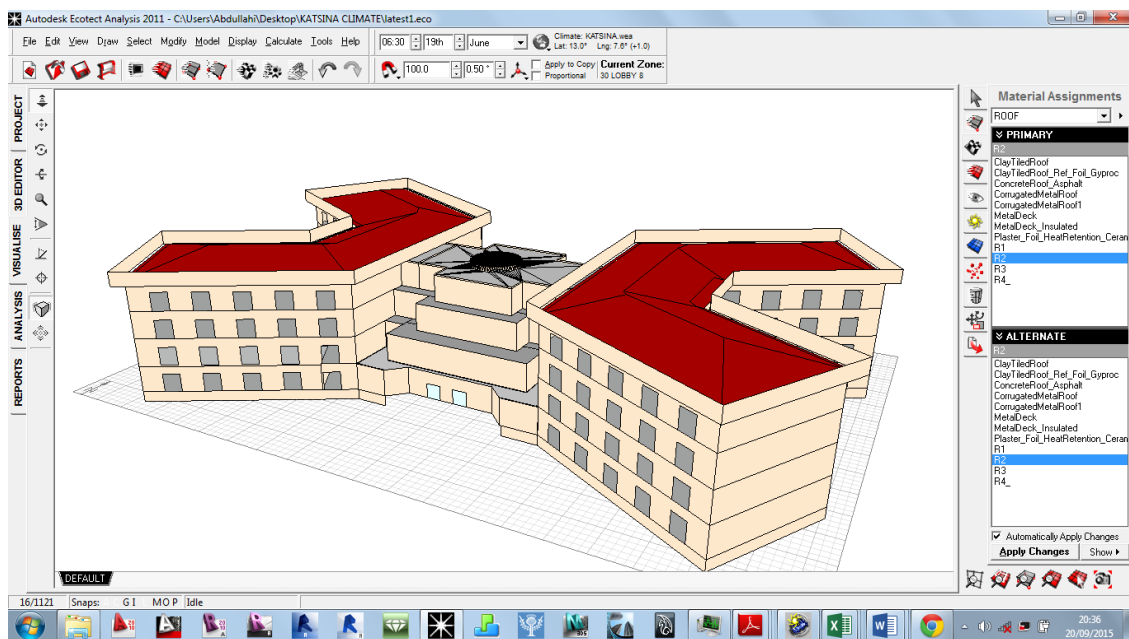 Autodesk Ecotect Analysis 2011 - C:\Users\Abdullahi\Desktop\KATSINA CLIMATE\latest1.eco
File Edit View Draw Select Modify Model Display Calculate Tools Help
06:30 19th June
Climate: KATSINA.wea
Lat: 13.0° Lng: 7.6° (+1.0)
100.0 0.50 °
Apply to Copy
Proportional
Current Zone:
30 LOBBY 8
PROJECT
3D EDITOR
VISUALISE
ANALYSIS
REPORTS
Material Assignments
ROOF
PRIMARY
R2
ClayTiledRoof
ClayTiledRoof_Ref_Foil_Gyproc
ConcreteRoof_Asphalt
CorrugatedMetalRoof
CorrugatedMetalRoof1
MetalDeck
MetalDeck_Insulated
Plaster_Foil_HeatRetention_Ceran
R1
R2
R3
R4_
ALTERNATE
R2
ClayTiledRoof
ClayTiledRoof_Ref_Foil_Gyproc
ConcreteRoof_Asphalt
CorrugatedMetalRoof
CorrugatedMetalRoof1
MetalDeck
MetalDeck_Insulated
Plaster_Foil_HeatRetention_Ceran
R1
R2
R3
R4_
Automatically Apply Changes
Apply Changes Show
DEFAULT
16/1121 Snaps: G I M O P Idle
20:36
20/09/2015